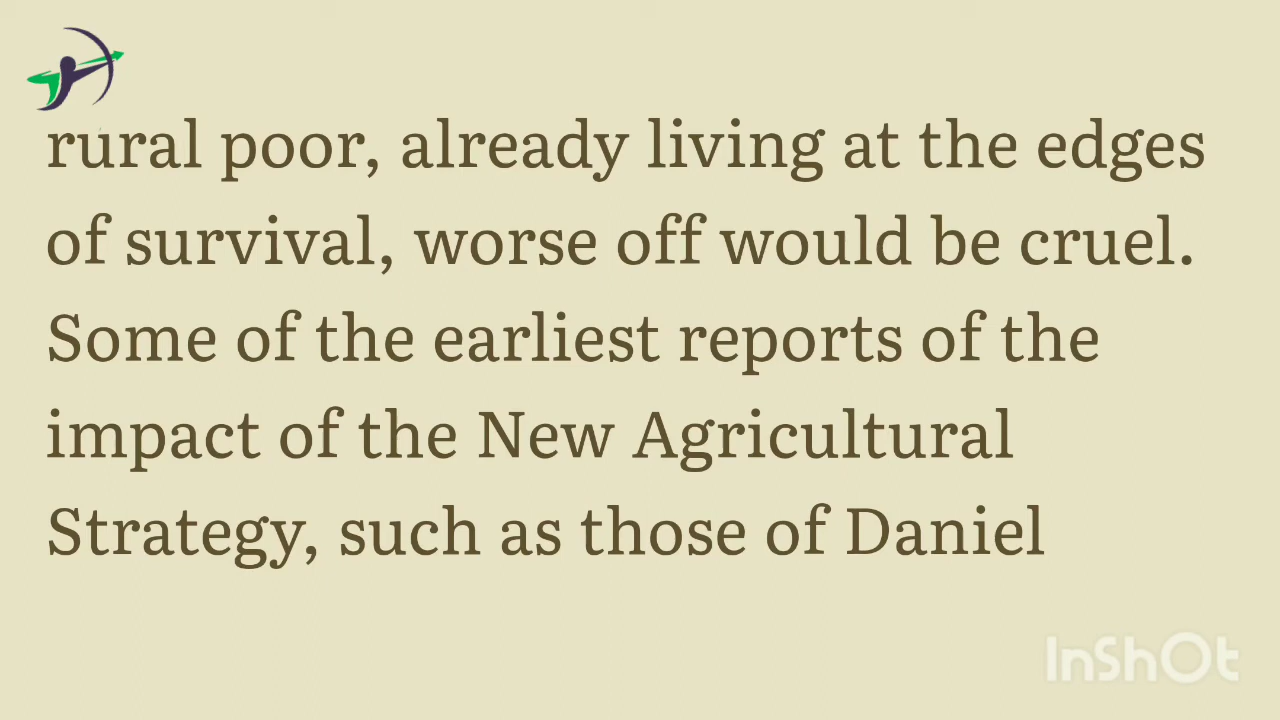 rural poor, already living at the edges
of survival, worse off would be cruel.
Some of the earliest reports of the
impact of the New Agricultural
Strategy, such as those of Daniel
InShOt